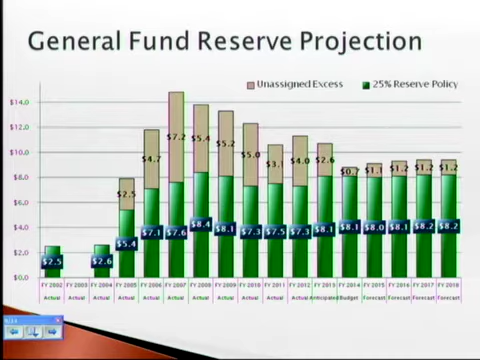 General Fund Reserve Projection
Unassigned Excess 25% Reserve Policy
$14.0
$12.0
$10.0
$8.0
$6.0
$4.0
$2.0
$0.0
$2.5 $4.7 $7.2 $5.4 $5.2 $5.0 $3.1 $4.0 $2.6 $0.7 $1.1 $1.2 $1.2 $1.2
$2.5 $2.6 $5.4 $7.1 $7.6 $8.4 $8.1 $7.3 $7.5 $7.3 $8.1 $8.1 $8.0 $8.1 $8.2 $8.2
FY 2002 FY 2003 FY 2004 FY 2005 FY 2006 FY 2007 FY 2008 FY 2009 FY 2010 FY 2011 FY 2012 FY 2013 FY 2014 FY 2015 FY 2016 FY 2017 FY 2018
Actual Actual Actual Actual Actual Actual Actual Actual Actual Actual Actual Anticipated Budget Forecast Forecast Forecast Forecast